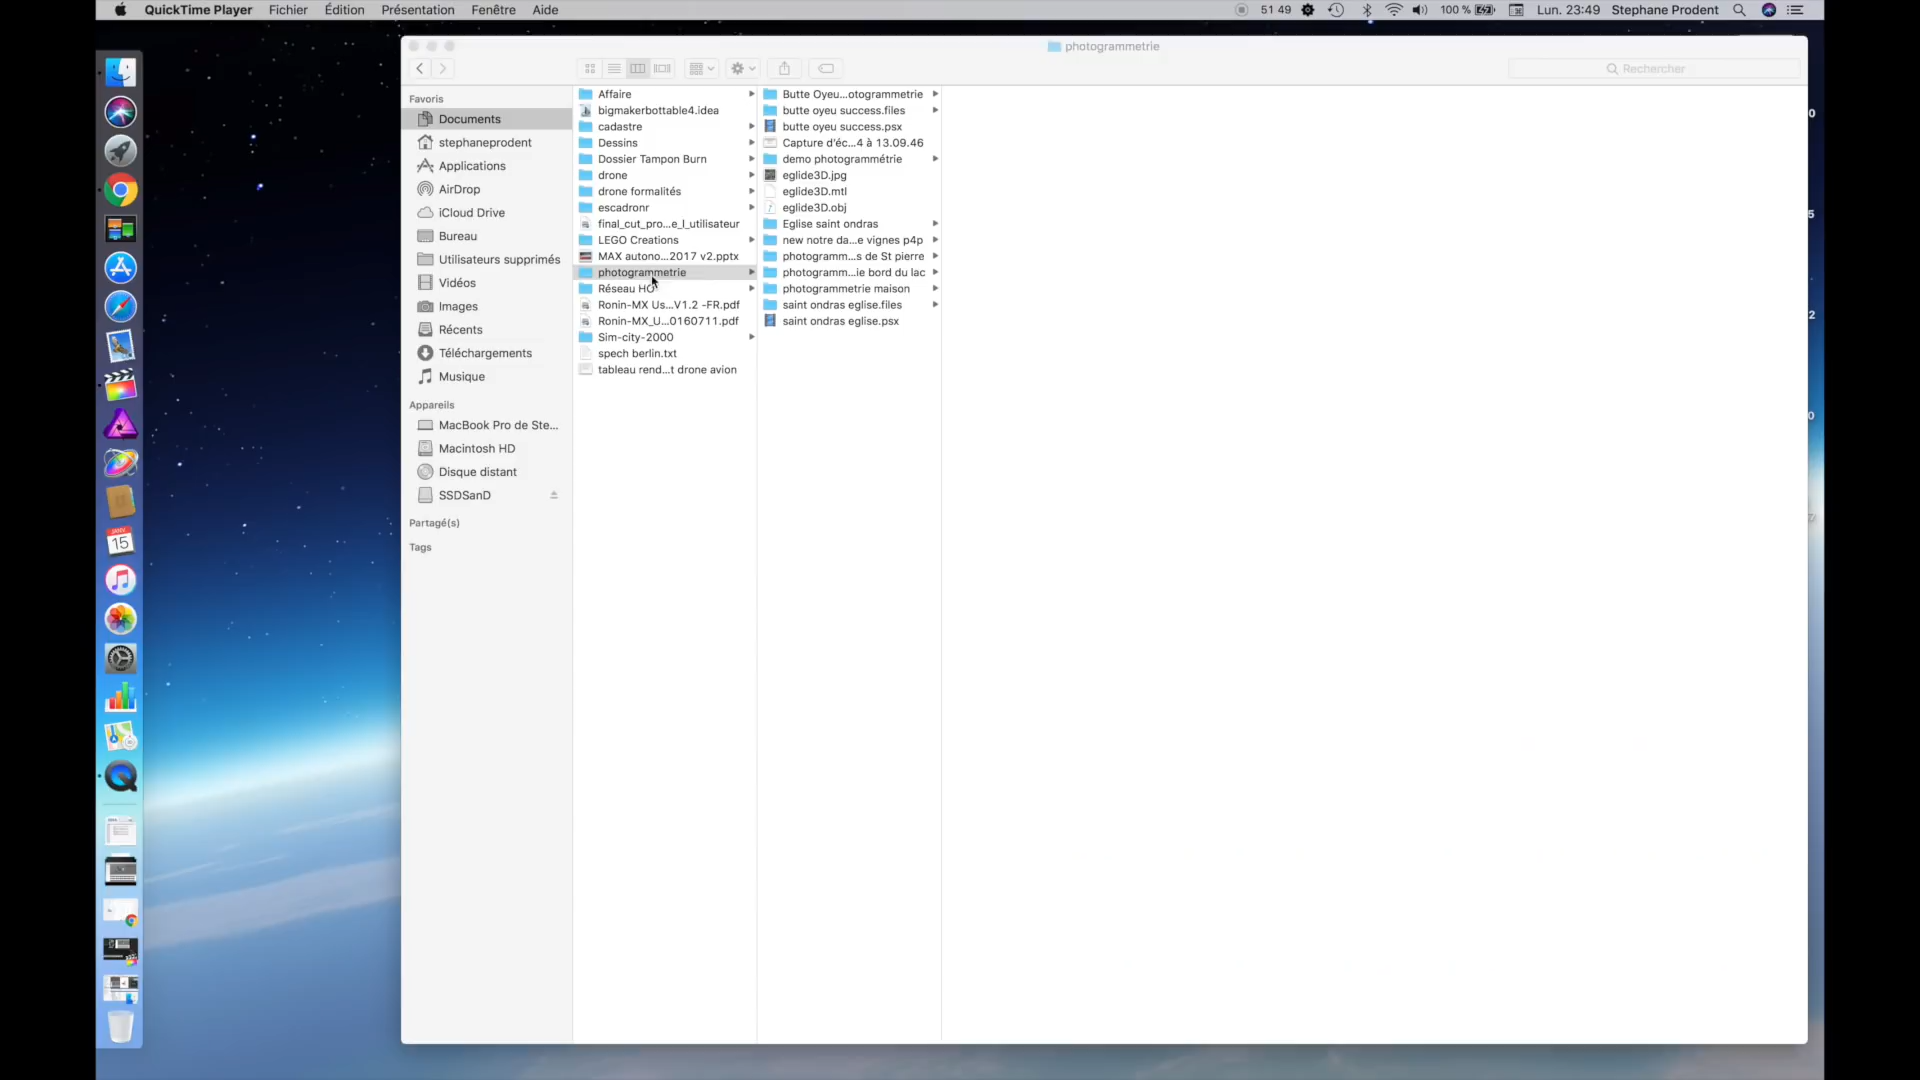 QuickTime Player Fichier Édition Présentation Fenêtre Aide
51 49 100 % Lun. 23:49 Stephane Prodent
photogrammetrie
Rechercher
Favoris
Documents
stephaneprodent
Applications
AirDrop
iCloud Drive
Bureau
Utilisateurs supprimés
Vidéos
Images
Récents
Téléchargements
Musique
Appareils
MacBook Pro de Ste...
Macintosh HD
Disque distant
SSDSanD
Partagé(s)
Tags
Affaire
bigmakerbottable4.idea
cadastre
Dessins
Dossier Tampon Burn
drone
drone formalités
escadronr
final_cut_pro...e_l_utilisateur
LEGO Creations
MAX autono...2017 v2.pptx
photogrammetrie
Réseau HO
Ronin-MX Us...V1.2 -FR.pdf
Ronin-MX_U...0160711.pdf
Sim-city-2000
spech berlin.txt
tableau rend...t drone avion
Butte Oyeu...otogrammetrie
butte oyeu success.files
butte oyeu success.psx
Capture d'éc...4 à 13.09.46
demo photogrammétrie
eglide3D.jpg
eglide3D.mtl
eglide3D.obj
Eglise saint ondras
new notre da...e vignes p4p
photogramm...s de St pierre
photogramm...ie bord du lac
photogrammetrie maison
saint ondras eglise.files
saint ondras eglise.psx
0
5
2
0
JANV.
15